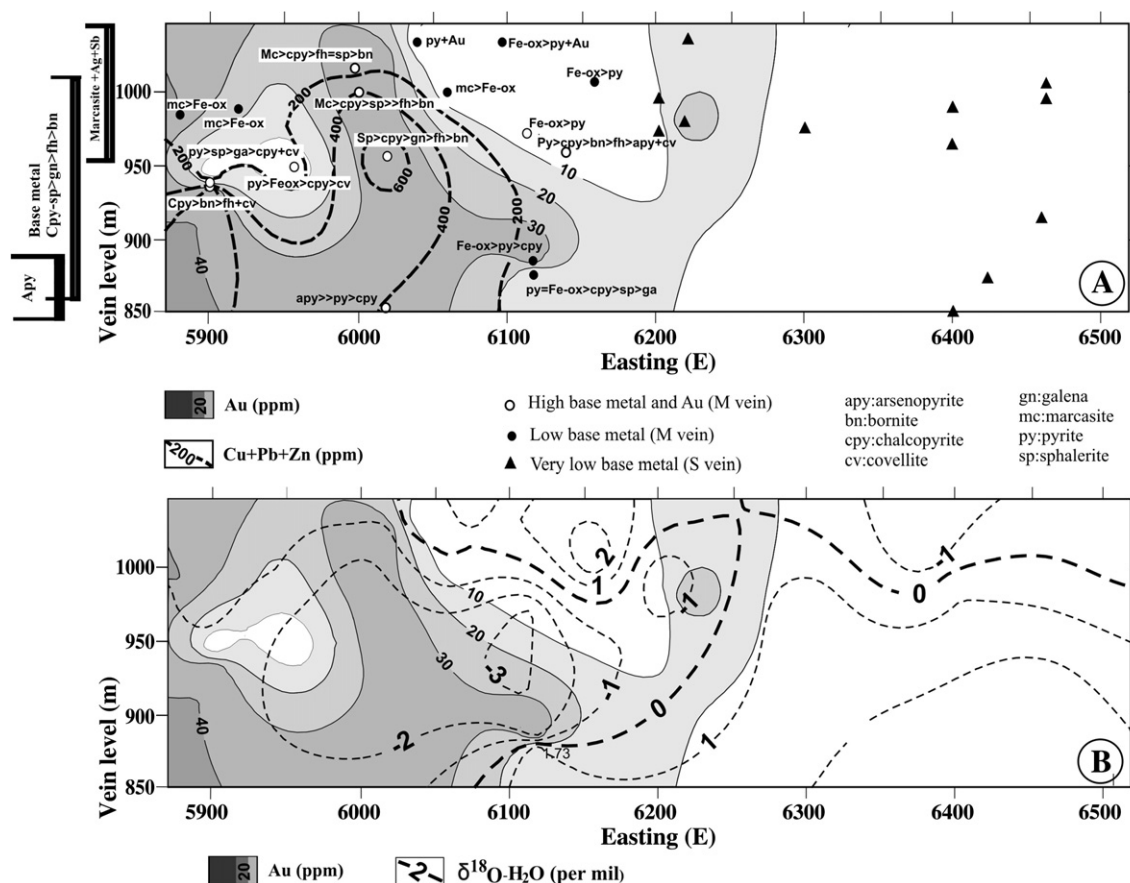 Marcasite +Ag+Sb
Base metal
Cpy-sp>gn>fh>bn
Apy
Vein level (m)
1000
950
900
850
Mc>cpy>fh=sp>bn
py+Au
Fe-ox>py+Au
Fe-ox>py
mc>Fe-ox
mc>Fe-ox
200
Mc>cpy>sp>>fh>bn
mc>Fe-ox
400
Sp>cpy>gn>fh>bn
Fe-ox>py
Py>cpy>bn>fh>apy+cv
200
py>sp>ga>cpy+cv
10
600
py>Feox>cpy>cv
20
Cpy>bn>fh+cv
400
200
30
Fe-ox>py>cpy
40
py=Fe-ox>cpy>sp>ga
apy>>py>cpy
A
5900
6000
6100
6200
6300
6400
6500
Easting (E)
20
Au (ppm)
200
Cu+Pb+Zn (ppm)
High base metal and Au (M vein)
Low base metal (M vein)
Very low base metal (S vein)
apy:arsenopyrite
bn:bornite
cpy:chalcopyrite
cv:covellite
gn:galena
mc:marcasite
py:pyrite
sp:sphalerite
Vein level (m)
1000
950
900
850
2
1
-1
-1
0
10
20
30
-3
-1
0
40
-2
1
1.73
B
5900
6000
6100
6200
6300
6400
6500
Easting (E)
20
Au (ppm)
-2
δ18O-H2O (per mil)